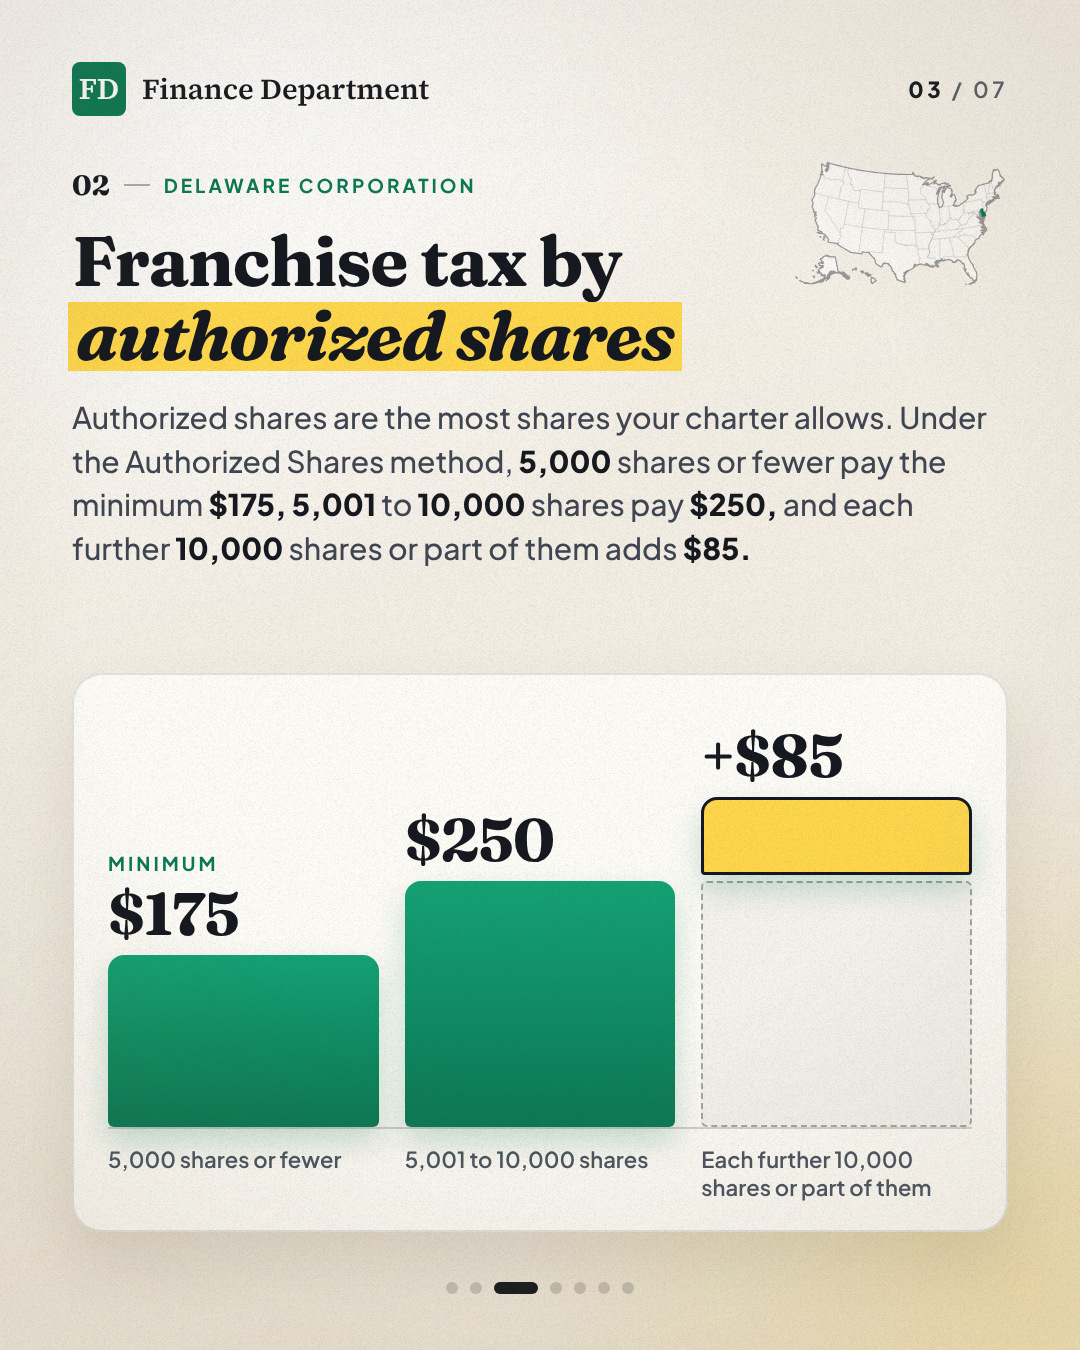 FD Finance Department
03 / 07
02 — DELAWARE CORPORATION
Franchise tax by
authorized shares
Authorized shares are the most shares your charter allows. Under
the Authorized Shares method, 5,000 shares or fewer pay the
minimum $175, 5,001 to 10,000 shares pay $250, and each
further 10,000 shares or part of them adds $85.
MINIMUM
$175
$250
+$85
5,000 shares or fewer
5,001 to 10,000 shares
Each further 10,000
shares or part of them